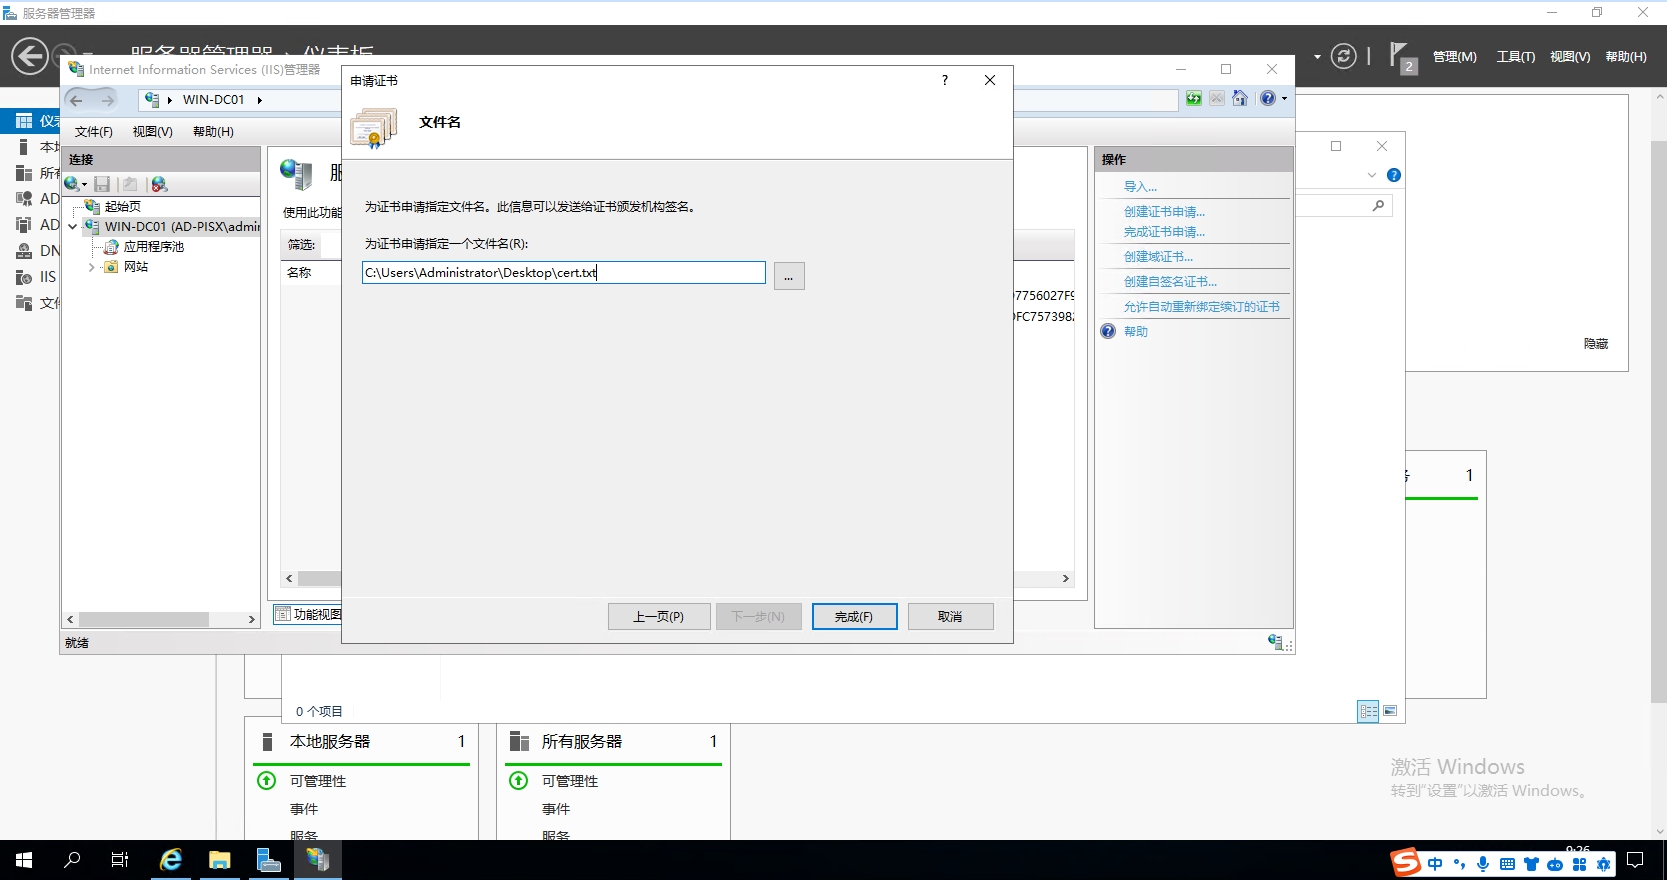 服务器管理器
服务器管理器 · 仪表板
管理(M) 工具(T) 视图(V) 帮助(H)
2
Internet Information Services (IIS)管理器
WIN-DC01
文件(F) 视图(V) 帮助(H)
连接
起始页
WIN-DC01 (AD-PISX\admir
应用程序池
网站
就绪
AD
AD
DN
IIS
使用此功能
筛选:
名称
功能视图
申请证书
?
文件名
为证书申请指定文件名。此信息可以发送给证书颁发机构签名。
为证书申请指定一个文件名(R):
C:\Users\Administrator\Desktop\cert.txt
...
上一页(P) 下一步(N) 完成(F) 取消
7756027F9
FC757398
操作
导入...
创建证书申请...
完成证书申请...
创建域证书...
创建自签名证书...
允许自动重新绑定续订的证书
帮助
隐藏
1
0 个项目
本地服务器 1
可管理性
事件
服务
所有服务器 1
可管理性
事件
服务
激活 Windows
转到"设置"以激活 Windows。
中
9:26